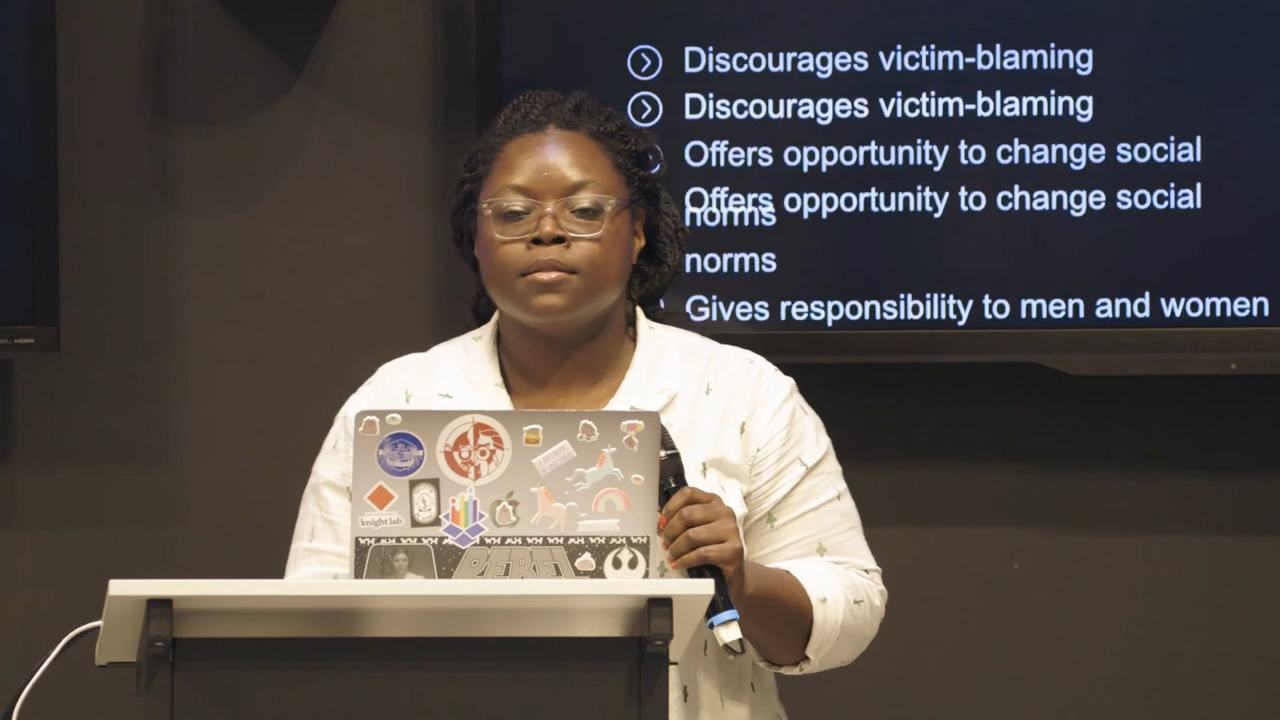 Discourages victim-blaming
Discourages victim-blaming
Offers opportunity to change social
Offers opportunity to change social
norms
norms
Gives responsibility to men and women
knight lab
REBEL
HDMI